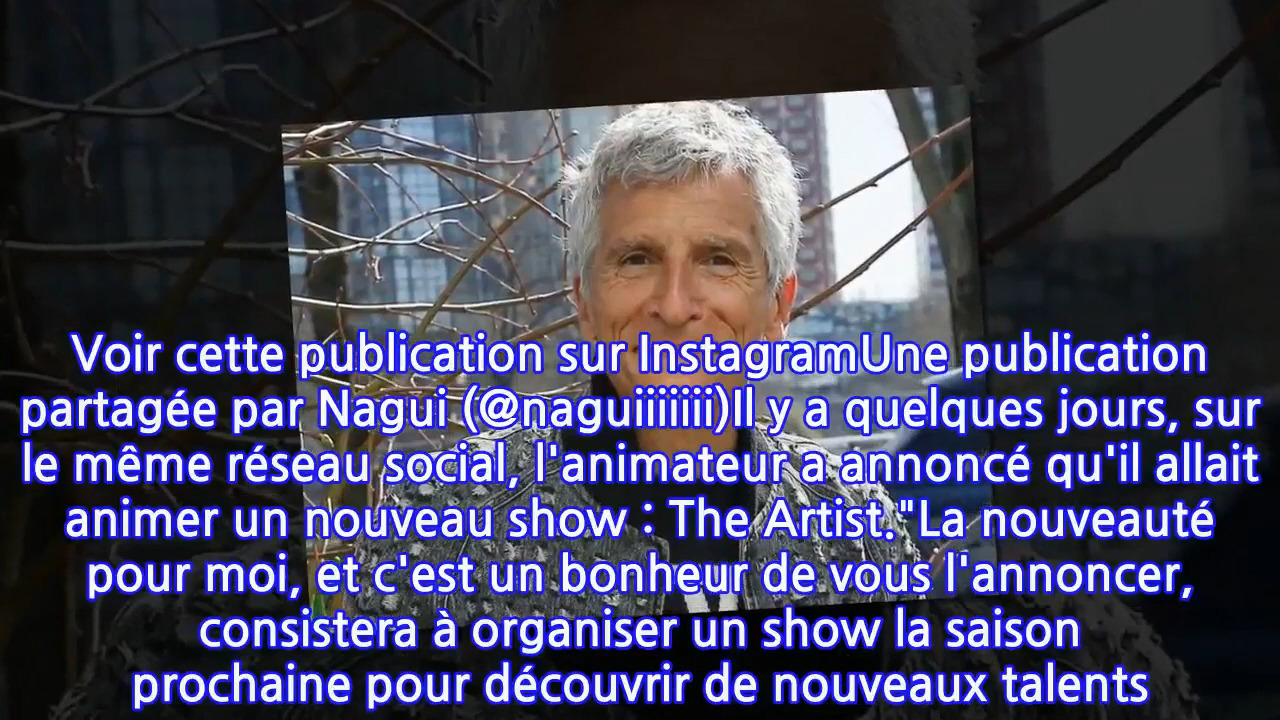 Voir cette publication sur InstagramUne publication
partagée par Nagui (@naguiiiiiii)Il y a quelques jours, sur
le même réseau social, l'animateur a annoncé qu'il allait
animer un nouveau show : The Artist."La nouveauté
pour moi, et c'est un bonheur de vous l'annoncer,
consistera à organiser un show la saison
prochaine pour découvrir de nouveaux talents